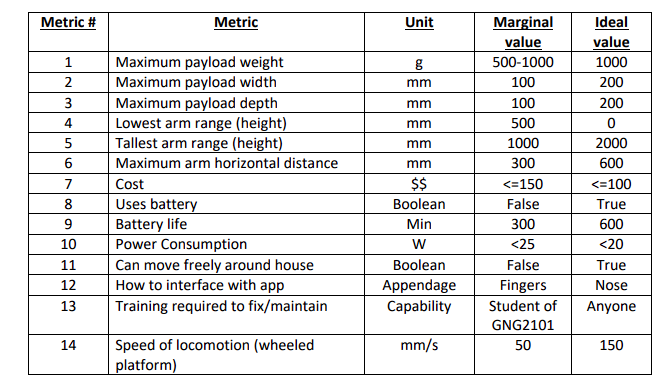 Metric # Metric Unit Marginal value Ideal value
1 Maximum payload weight g 500-1000 1000
2 Maximum payload width mm 100 200
3 Maximum payload depth mm 100 200
4 Lowest arm range (height) mm 500 0
5 Tallest arm range (height) mm 1000 2000
6 Maximum arm horizontal distance mm 300 600
7 Cost $$ <=150 <=100
8 Uses battery Boolean False True
9 Battery life Min 300 600
10 Power Consumption W <25 <20
11 Can move freely around house Boolean False True
12 How to interface with app Appendage Fingers Nose
13 Training required to fix/maintain Capability Student of GNG2101 Anyone
14 Speed of locomotion (wheeled platform) mm/s 50 150